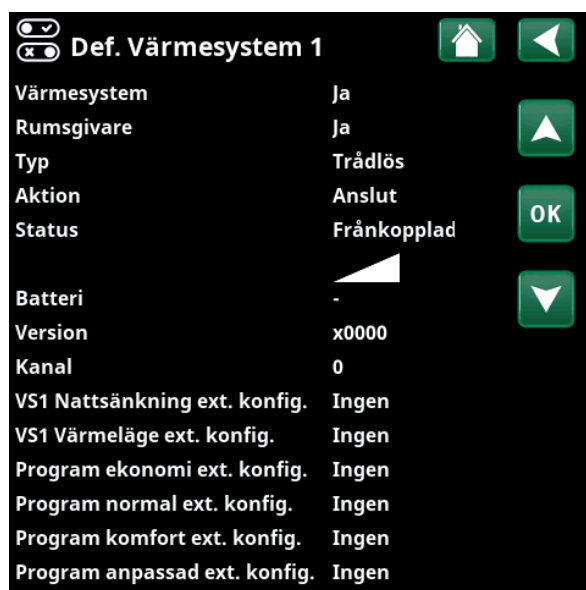 Def. Värmesystem 1
Värmesystem Ja
Rumsgivare Ja
Typ Trådlös
Aktion Anslut
Status Frånkopplad
OK
Batteri -
Version x0000
Kanal 0
VS1 Nattsänkning ext. konfig. Ingen
VS1 Värmeläge ext. konfig. Ingen
Program ekonomi ext. konfig. Ingen
Program normal ext. konfig. Ingen
Program komfort ext. konfig. Ingen
Program anpassad ext. konfig. Ingen